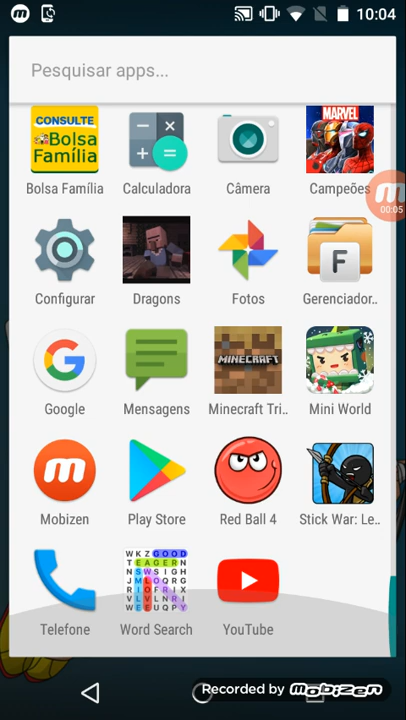 10:04
Pesquisar apps...
CONSULTE
Bolsa
Família
MARVEL
Bolsa Família
Calculadora
Câmera
Campeões
00:05
F
Configurar
Dragons
Fotos
Gerenciador..
MINECRAFT
Google
Mensagens
Minecraft Tri..
Mini World
Mobizen
Play Store
Red Ball 4
Stick War: Le..
Telefone
Word Search
YouTube
Recorded by mobizen